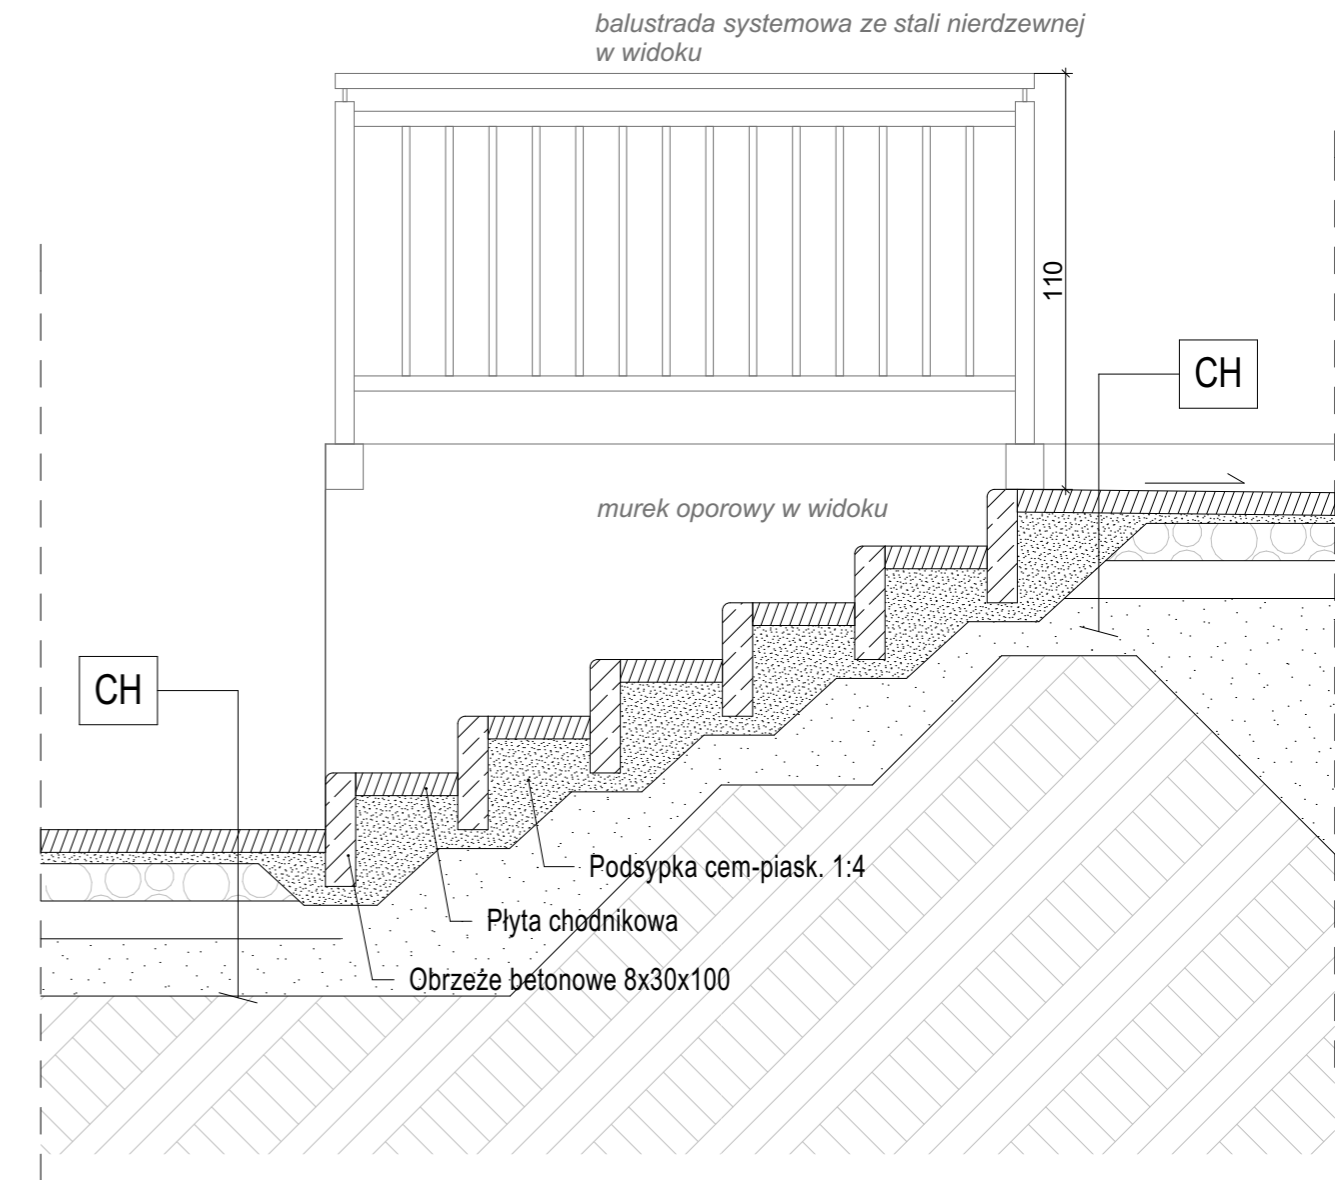 balustrada systemowa ze stali nierdzewnej
w widoku
110
CH
murek oporowy w widoku
CH
Podsypka cem-piask. 1:4
Płyta chodnikowa
Obrzeże betonowe 8x30x100